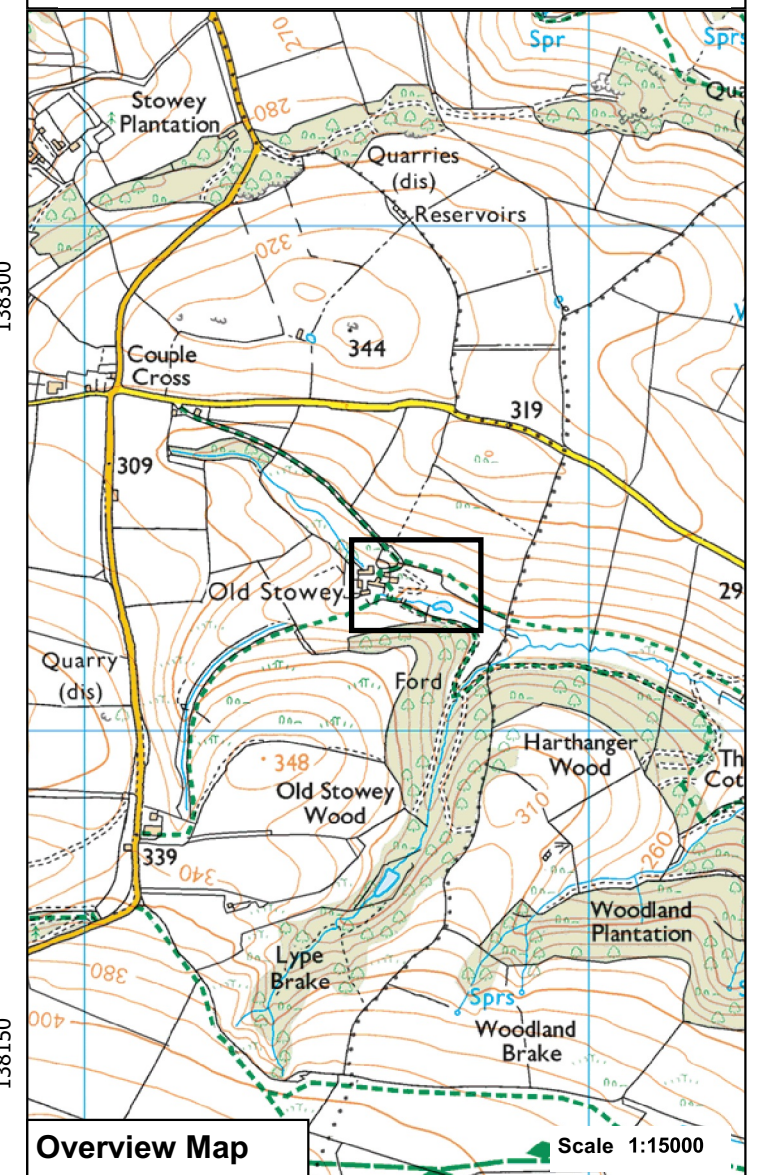 270
Spr
Sprs
Stowey
Plantation
280
Quarries
(dis)
Reservoirs
320
138300
344
Couple
Cross
319
309
Old Stowey
29
Quarry
(dis)
Ford
Harthanger
Wood
348
Old Stowey
Wood
Th
Cot
310
339
340
260
Woodland
Plantation
Lype
Brake
380
Sprs
400
Woodland
Brake
138150
Overview Map
Scale 1:15000